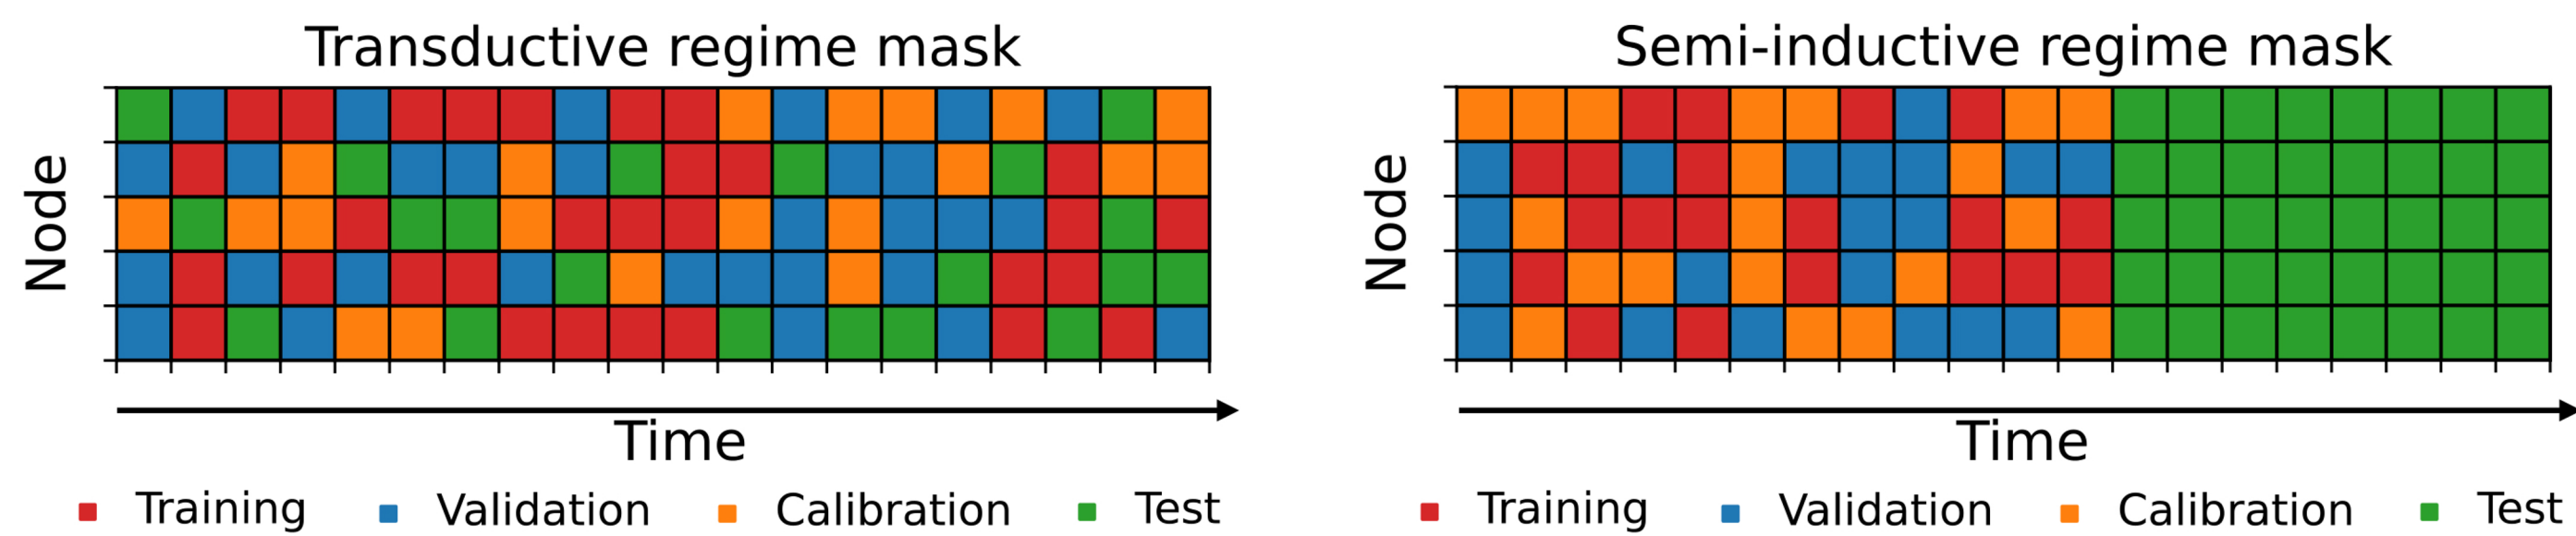 Transductive regime mask
Node
Time
Training Validation Calibration Test
Semi-inductive regime mask
Node
Time
Training Validation Calibration Test